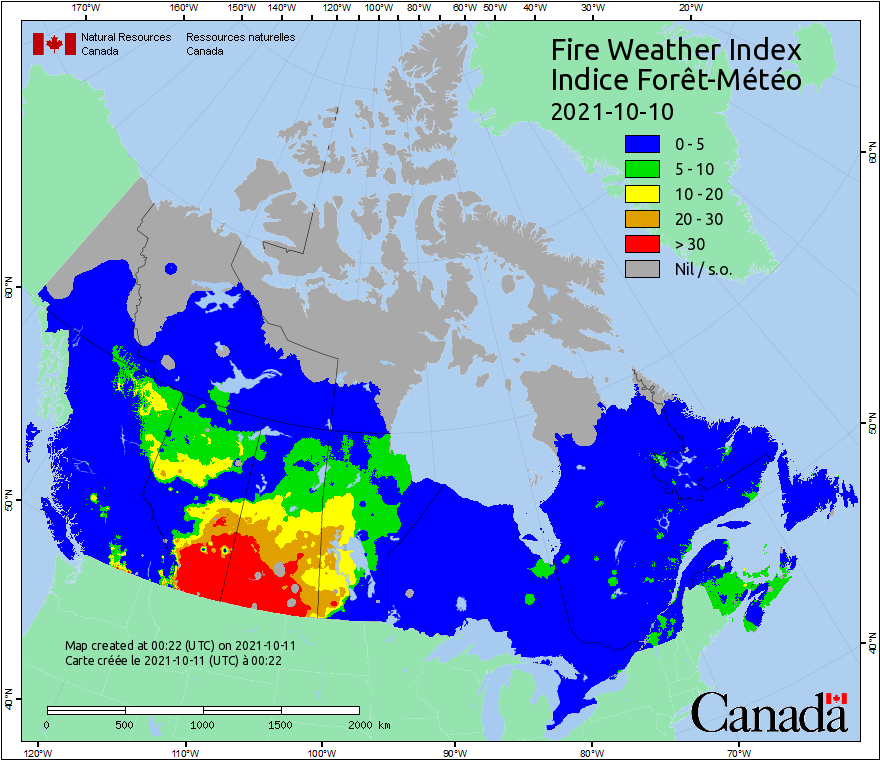 170°W 160°W 150°W 140°W 130°W 120°W 110°W 100°W 90°W 80°W 70°W 60°W 50°W 40°W 30°W 20°W
Natural Resources Canada
Ressources naturelles Canada
Fire Weather Index
Indice Forêt-Météo
2021-10-10
0 - 5
5 - 10
10 - 20
20 - 30
> 30
Nil / s.o.
60°N
60°N
50°N
50°N
40°N
40°N
Map created at 00:22 (UTC) on 2021-10-11
Carte créée le 2021-10-11 (UTC) à 00:22
0 500 1000 1500 2000 km
Canada
120°W 110°W 100°W 90°W 80°W 70°W